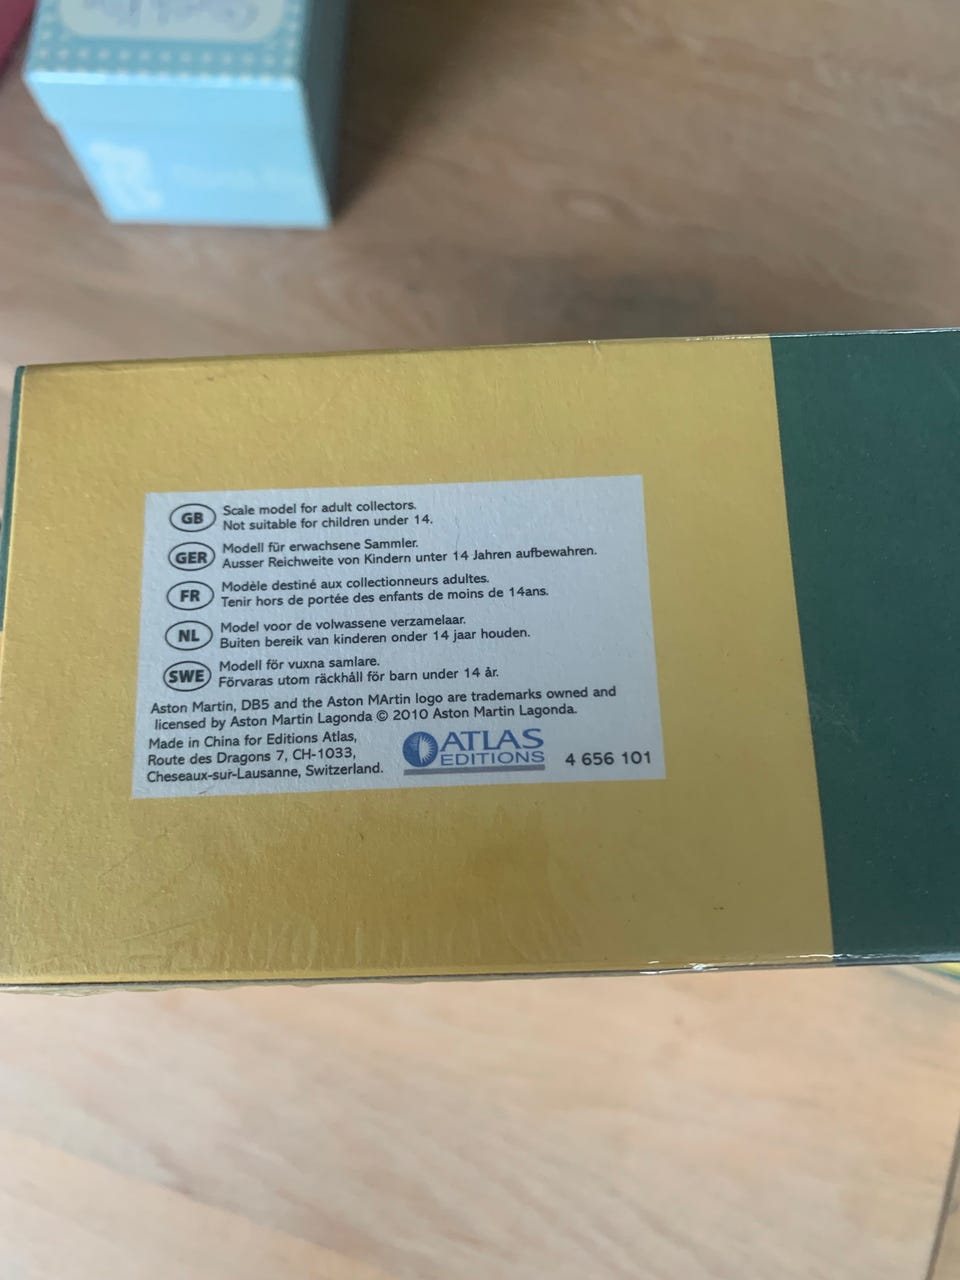 GB Scale model for adult collectors.
Not suitable for children under 14.
GER Modell für erwachsene Sammler.
Ausser Reichweite von Kindern unter 14 Jahren aufbewahren.
FR Modèle destiné aux collectionneurs adultes.
Tenir hors de portée des enfants de moins de 14ans.
NL Model voor de volwassene verzamelaar.
Buiten bereik van kinderen onder 14 jaar houden.
SWE Modell för vuxna samlare.
Förvaras utom räckhåll för barn under 14 år.
Aston Martin, DB5 and the Aston MArtin logo are trademarks owned and
licensed by Aston Martin Lagonda © 2010 Aston Martin Lagonda.
Made in China for Editions Atlas,
Route des Dragons 7, CH-1033,
Cheseaux-sur-Lausanne, Switzerland.
ATLAS
EDITIONS
4 656 101